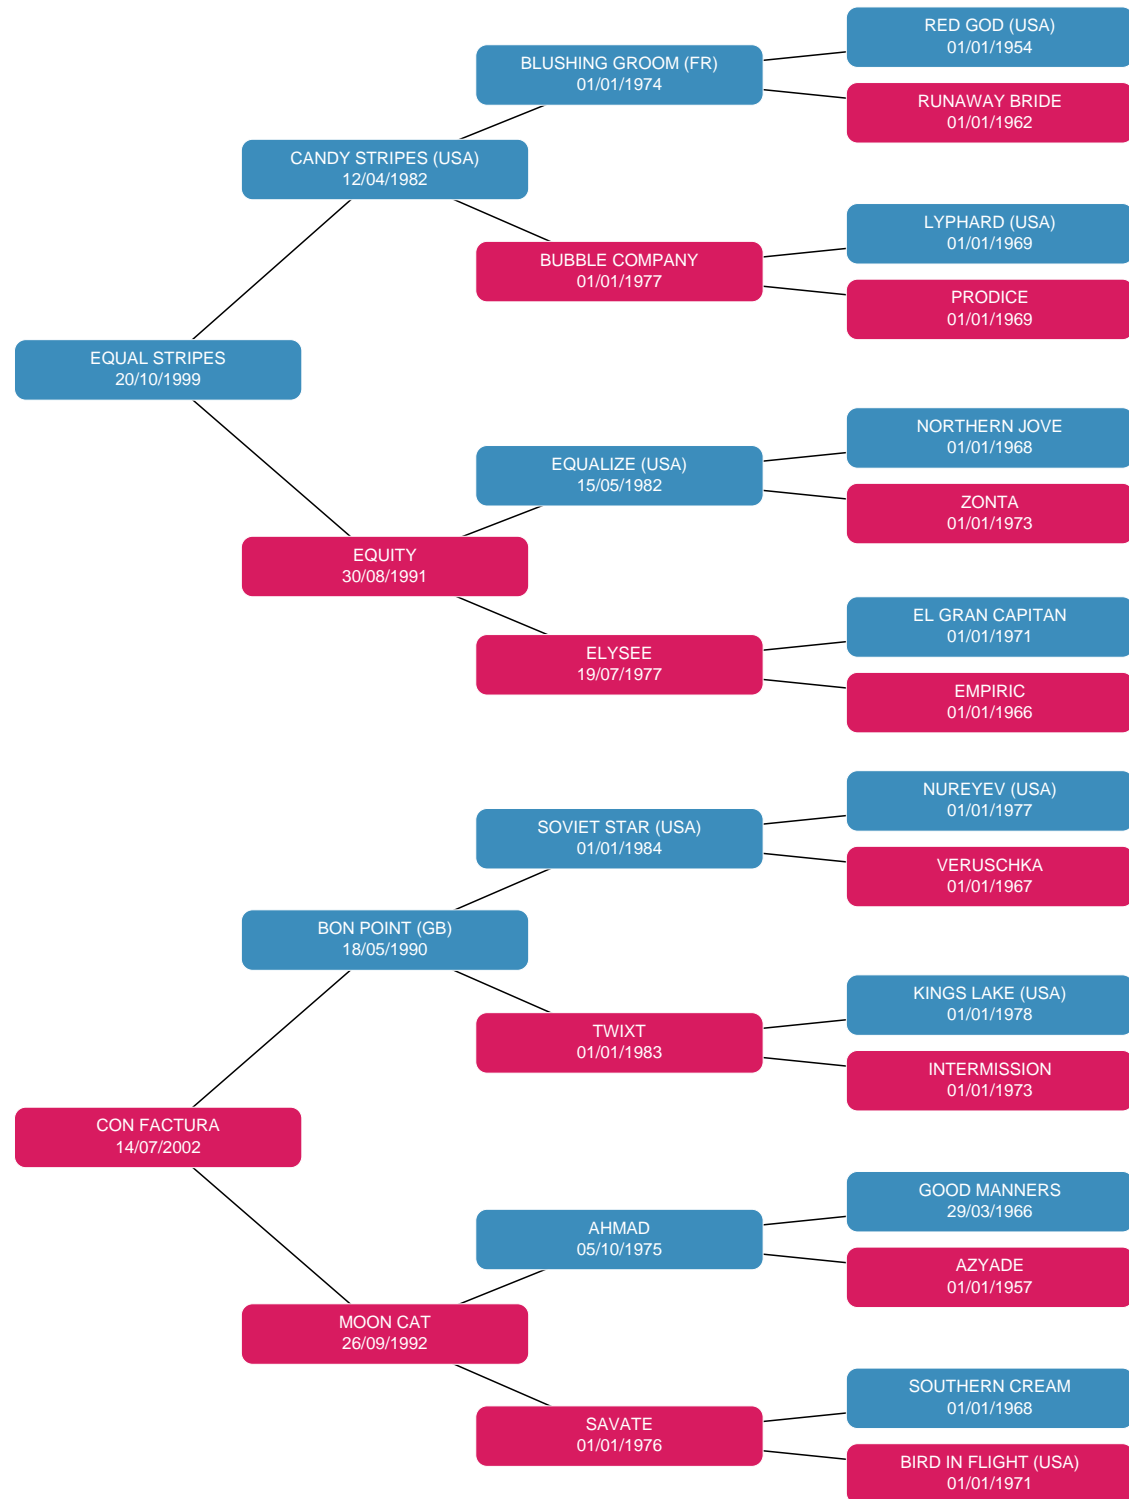 RED GOD (USA)
01/01/1954
BLUSHING GROOM (FR)
01/01/1974
RUNAWAY BRIDE
01/01/1962
CANDY STRIPES (USA)
12/04/1982
LYPHARD (USA)
01/01/1969
BUBBLE COMPANY
01/01/1977
PRODICE
01/01/1969
EQUAL STRIPES
20/10/1999
NORTHERN JOVE
01/01/1968
EQUALIZE (USA)
15/05/1982
ZONTA
01/01/1973
EQUITY
30/08/1991
EL GRAN CAPITAN
01/01/1971
ELYSEE
19/07/1977
EMPIRIC
01/01/1966
NUREYEV (USA)
01/01/1977
SOVIET STAR (USA)
01/01/1984
VERUSCHKA
01/01/1967
BON POINT (GB)
18/05/1990
KINGS LAKE (USA)
01/01/1978
TWIXT
01/01/1983
INTERMISSION
01/01/1973
CON FACTURA
14/07/2002
GOOD MANNERS
29/03/1966
AHMAD
05/10/1975
AZYADE
01/01/1957
MOON CAT
26/09/1992
SOUTHERN CREAM
01/01/1968
SAVATE
01/01/1976
BIRD IN FLIGHT (USA)
01/01/1971